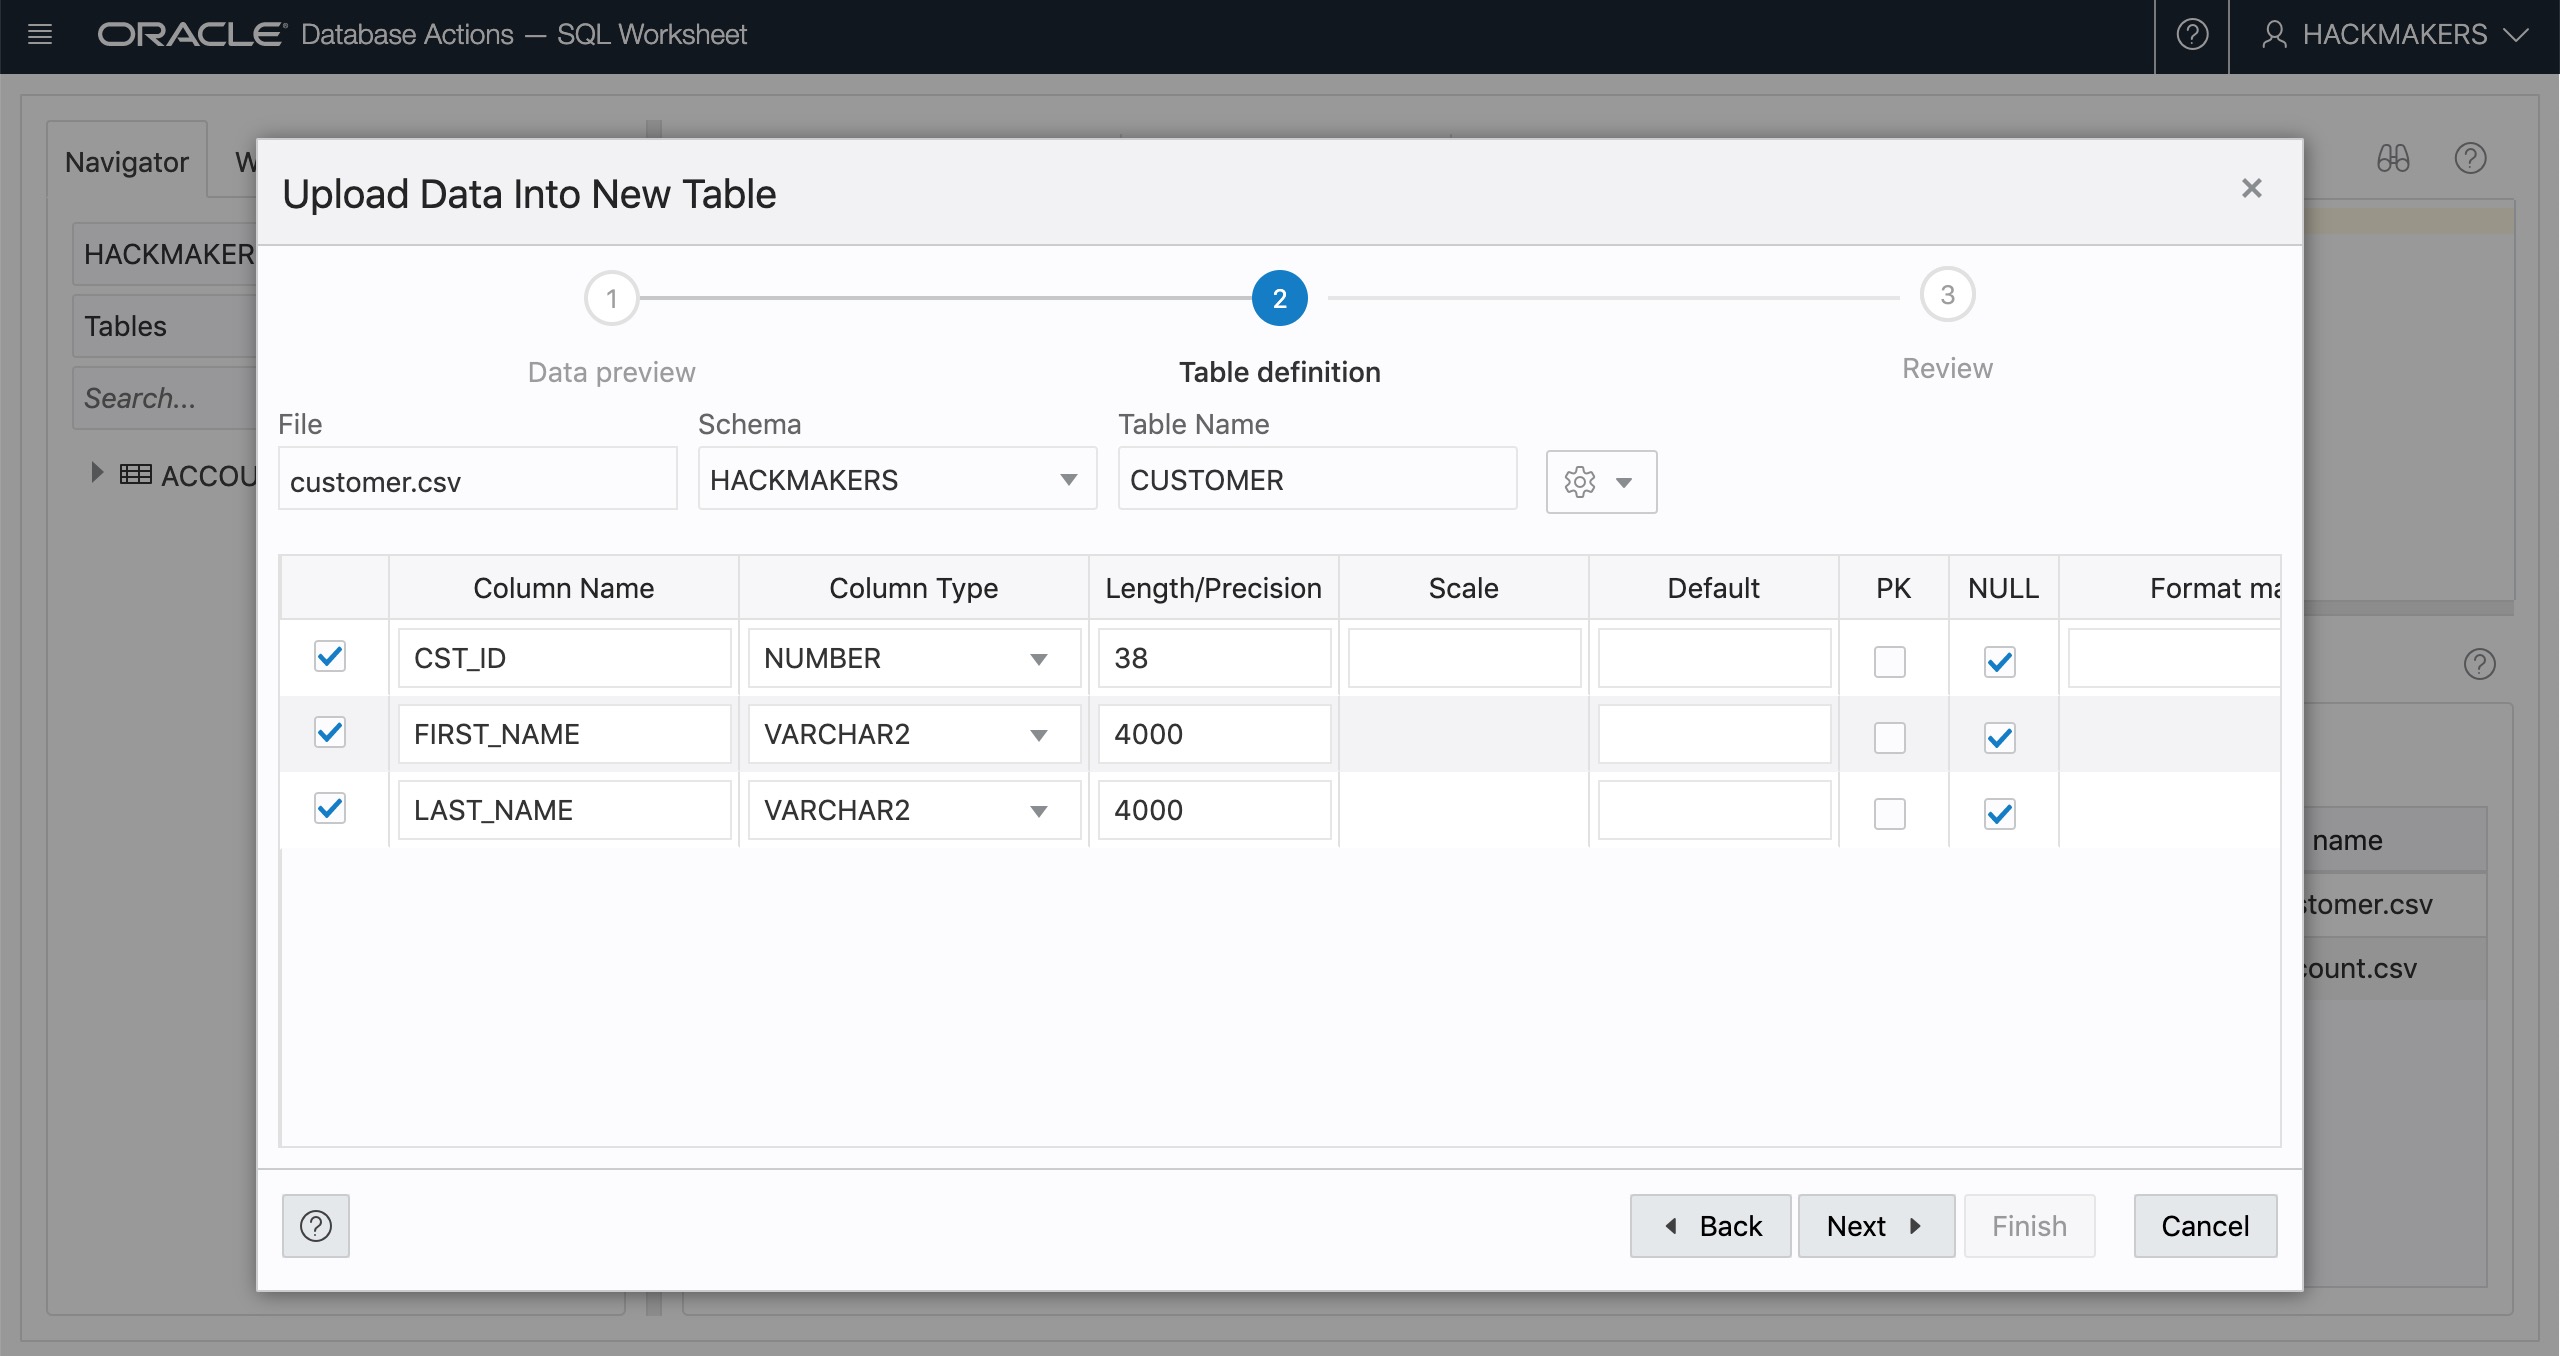 ORACLE® Database Actions — SQL Worksheet
HACKMAKERS
Navigator
Upload Data Into New Table
HACKMAKER
Tables
Search...
ACCOU
1
2
3
Data preview
Table definition
Review
File
Schema
Table Name
customer.csv
HACKMAKERS
CUSTOMER
Column Name Column Type Length/Precision Scale Default PK NULL Format ma
CST_ID NUMBER 38
FIRST_NAME VARCHAR2 4000
LAST_NAME VARCHAR2 4000
name
stomer.csv
count.csv
? Back Next Finish Cancel